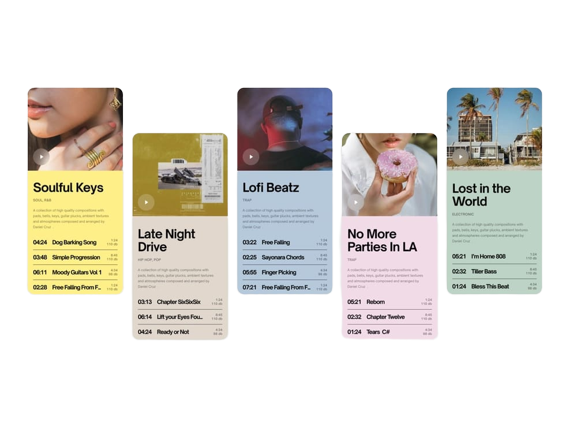 Soulful Keys
SOUL, R&B
A collection of high quality compositions with
pads, bells, keys, guitar plucks, ambient textures
and atmospheres composed and arranged by
Daniel Cruz.
04:24 Dog Barking Song
03:48 Simple Progression
06:11 Moody Guitars Vol 1
02:28 Free Falling From F...
Late Night
Drive
HIP HOP, POP
A collection of high quality compositions with
pads, bells, keys, guitar plucks, ambient textures
and atmospheres composed and arranged by
Daniel Cruz.
03:13 Chapter SixSixSix
06:14 Lift your Eyes Fou..
04:24 Ready or Not
Lofi Beatz
TRAP
A collection of high quality compositions with
pads, bells, keys, guitar plucks, ambient textures
and atmospheres composed and arranged by
Daniel Cruz.
03:22 Free Falling
02:25 Sayonara Chords
05:55 Finger Picking
07:21 Free Falling From F...
No More
Parties In LA
TRAP
A collection of high quality compositions with
pads, bells, keys, guitar plucks, ambient textures
and atmospheres composed and arranged by
Daniel Cruz.
05:21 Reborn
02:32 Chapter Twelve
01:24 Tears C#
Lost in the
World
ELECTRONIC
A collection of high quality compositions with
pads, bells, keys, guitar plucks, ambient textures
and atmospheres composed and arranged by
Daniel Cruz.
05:21 I'm Home 808
02:32 Tiller Bass
01:24 Bless This Beat